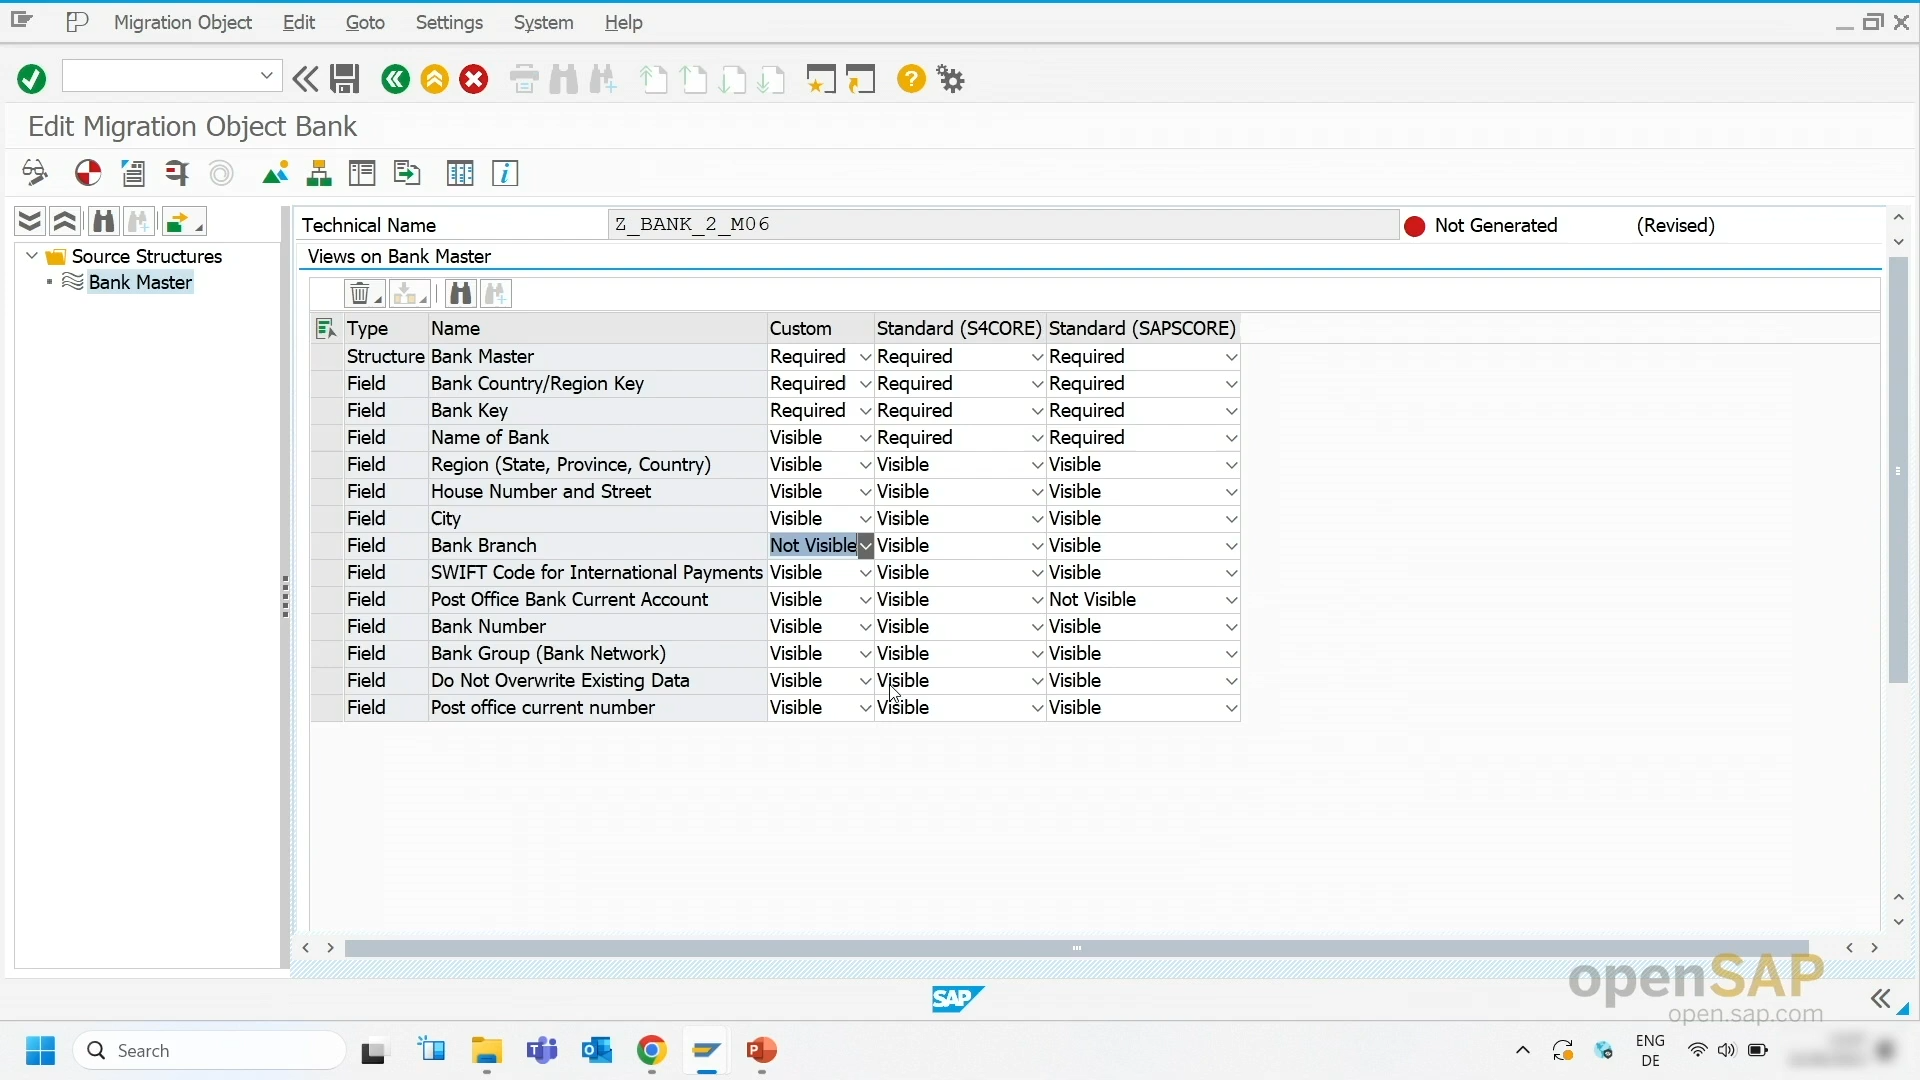 Migration Object Edit Goto Settings System Help
Edit Migration Object Bank
Technical Name Z_BANK_2_M06 Not Generated (Revised)
Source Structures
Bank Master
Views on Bank Master
Type Name Custom Standard (S4CORE) Standard (SAPSCORE)
Structure Bank Master Required Required Required
Field Bank Country/Region Key Required Required Required
Field Bank Key Required Required Required
Field Name of Bank Visible Required Required
Field Region (State, Province, Country) Visible Visible Visible
Field House Number and Street Visible Visible Visible
Field City Visible Visible Visible
Field Bank Branch Not Visible Visible Visible
Field SWIFT Code for International Payments Visible Visible Visible
Field Post Office Bank Current Account Visible Visible Not Visible
Field Bank Number Visible Visible Visible
Field Bank Group (Bank Network) Visible Visible Visible
Field Do Not Overwrite Existing Data Visible Visible Visible
Field Post office current number Visible Visible Visible
openSAP
open.sap.com
SAP
Search
ENG
DE